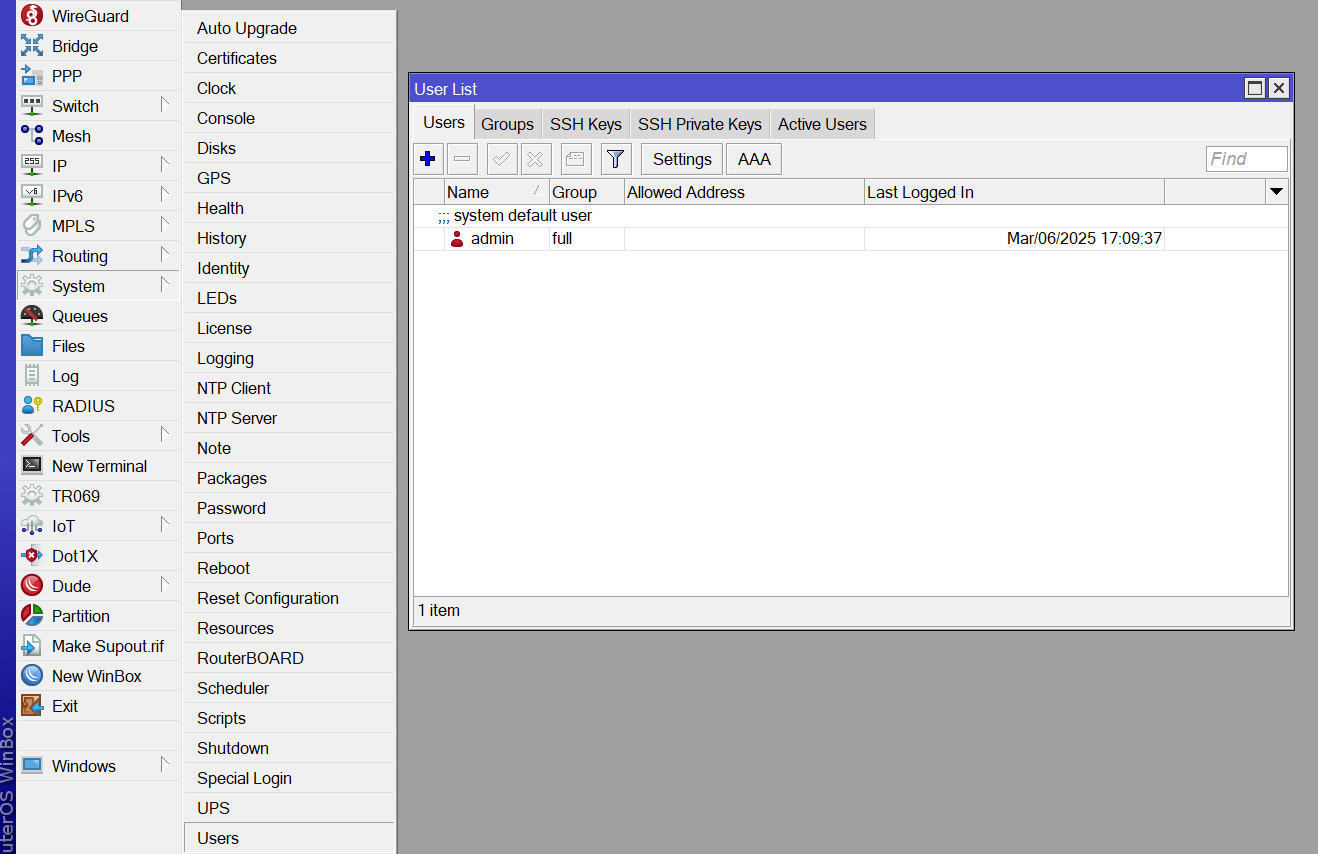 WireGuard
Bridge
PPP
Switch
Mesh
255
IP
v6
IPv6
MPLS
Routing
System
Queues
Files
Log
RADIUS
Tools
New Terminal
TR069
IoT
Dot1X
Dude
Partition
Make Supout.rif
New WinBox
Exit
Windows
uterOS WinBox
Auto Upgrade
Certificates
Clock
Console
Disks
GPS
Health
History
Identity
LEDs
License
Logging
NTP Client
NTP Server
Note
Packages
Password
Ports
Reboot
Reset Configuration
Resources
RouterBOARD
Scheduler
Scripts
Shutdown
Special Login
UPS
Users
User List
Users Groups SSH Keys SSH Private Keys Active Users
Settings AAA Find
Name Group Allowed Address Last Logged In
;;; system default user
admin full Mar/06/2025 17:09:37
1 item